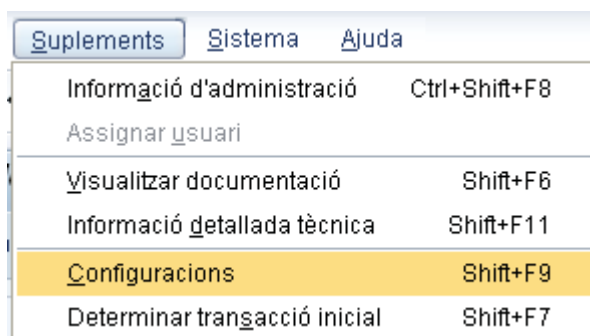 Suplements Sistema Ajuda
Informació d'administració Ctrl+Shift+F8
Assignar usuari
Visualitzar documentació Shift+F6
Informació detallada tècnica Shift+F11
Configuracions Shift+F9
Determinar transacció inicial Shift+F7